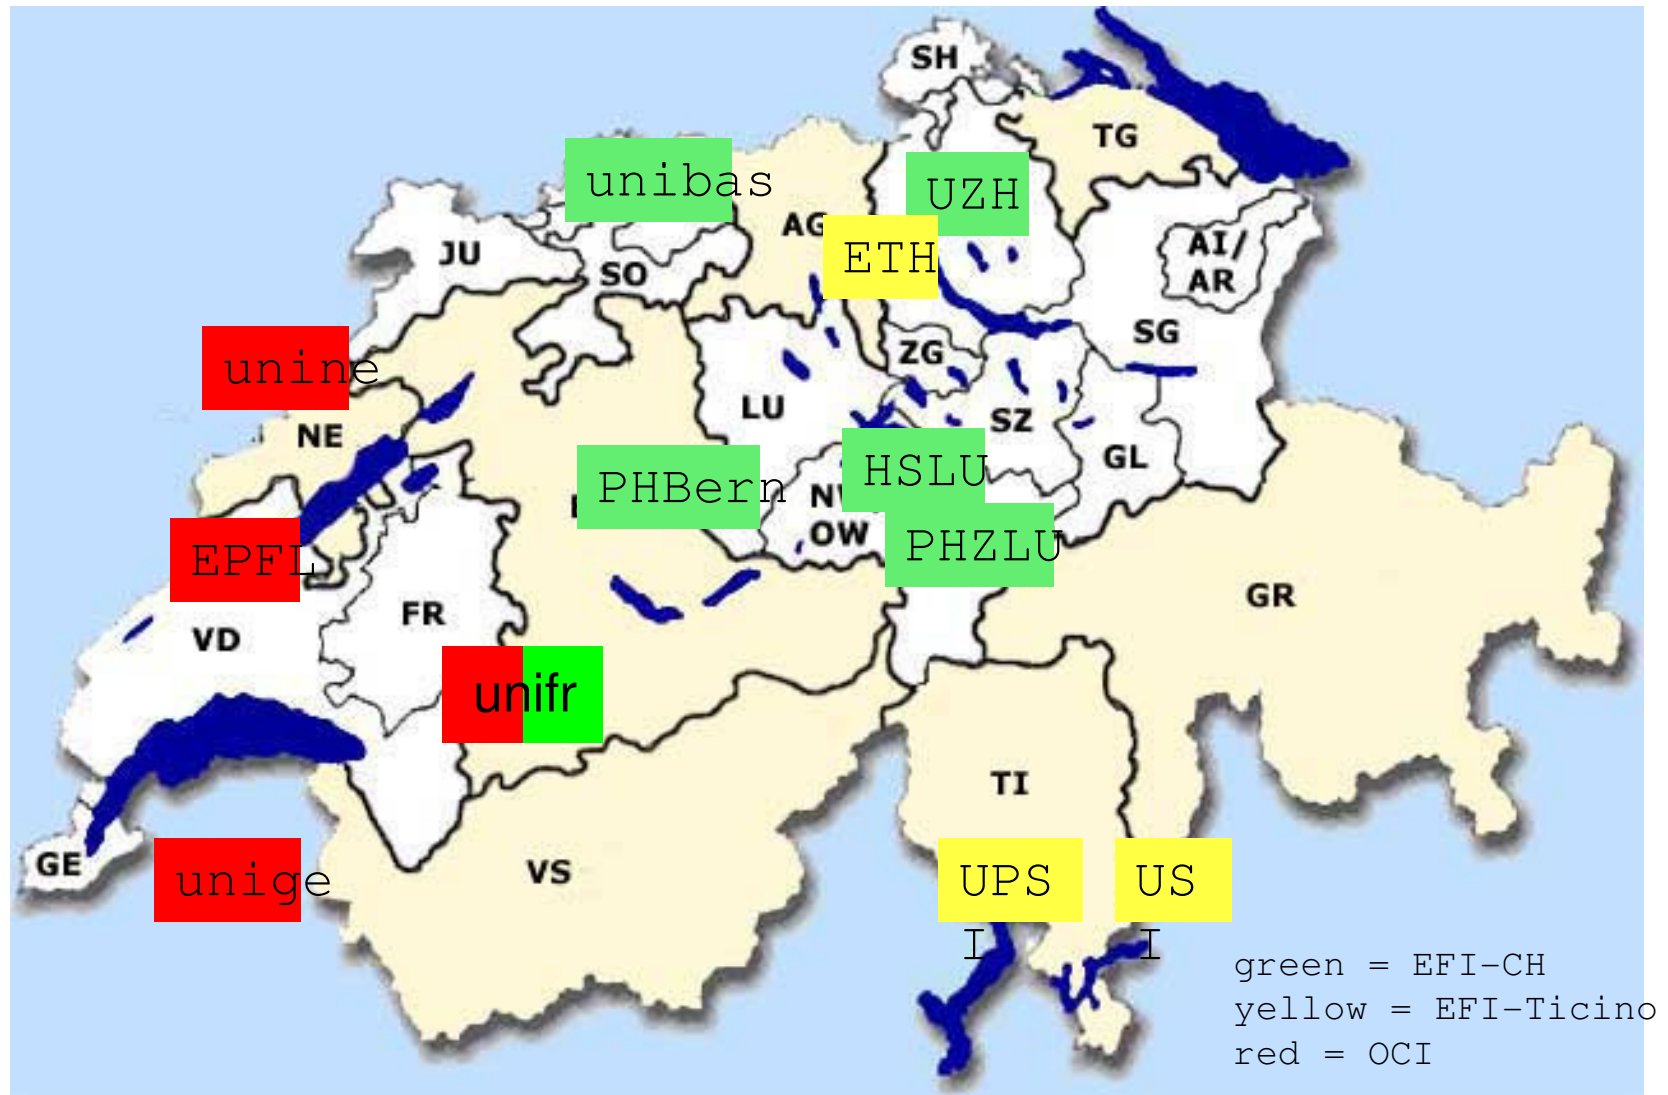 SH
TG
unibas
UZH
AG
ETH
JU
SO
AI/
AR
SG
unine
ZG
LU
SZ
NE
GL
PHBern
HSLU
OW
PHZLU
EPFL
GR
FR
VD
unifr
TI
GE
unige
VS
UPS
I
US
I
green = EFI-CH
yellow = EFI-Ticino
red = OCI